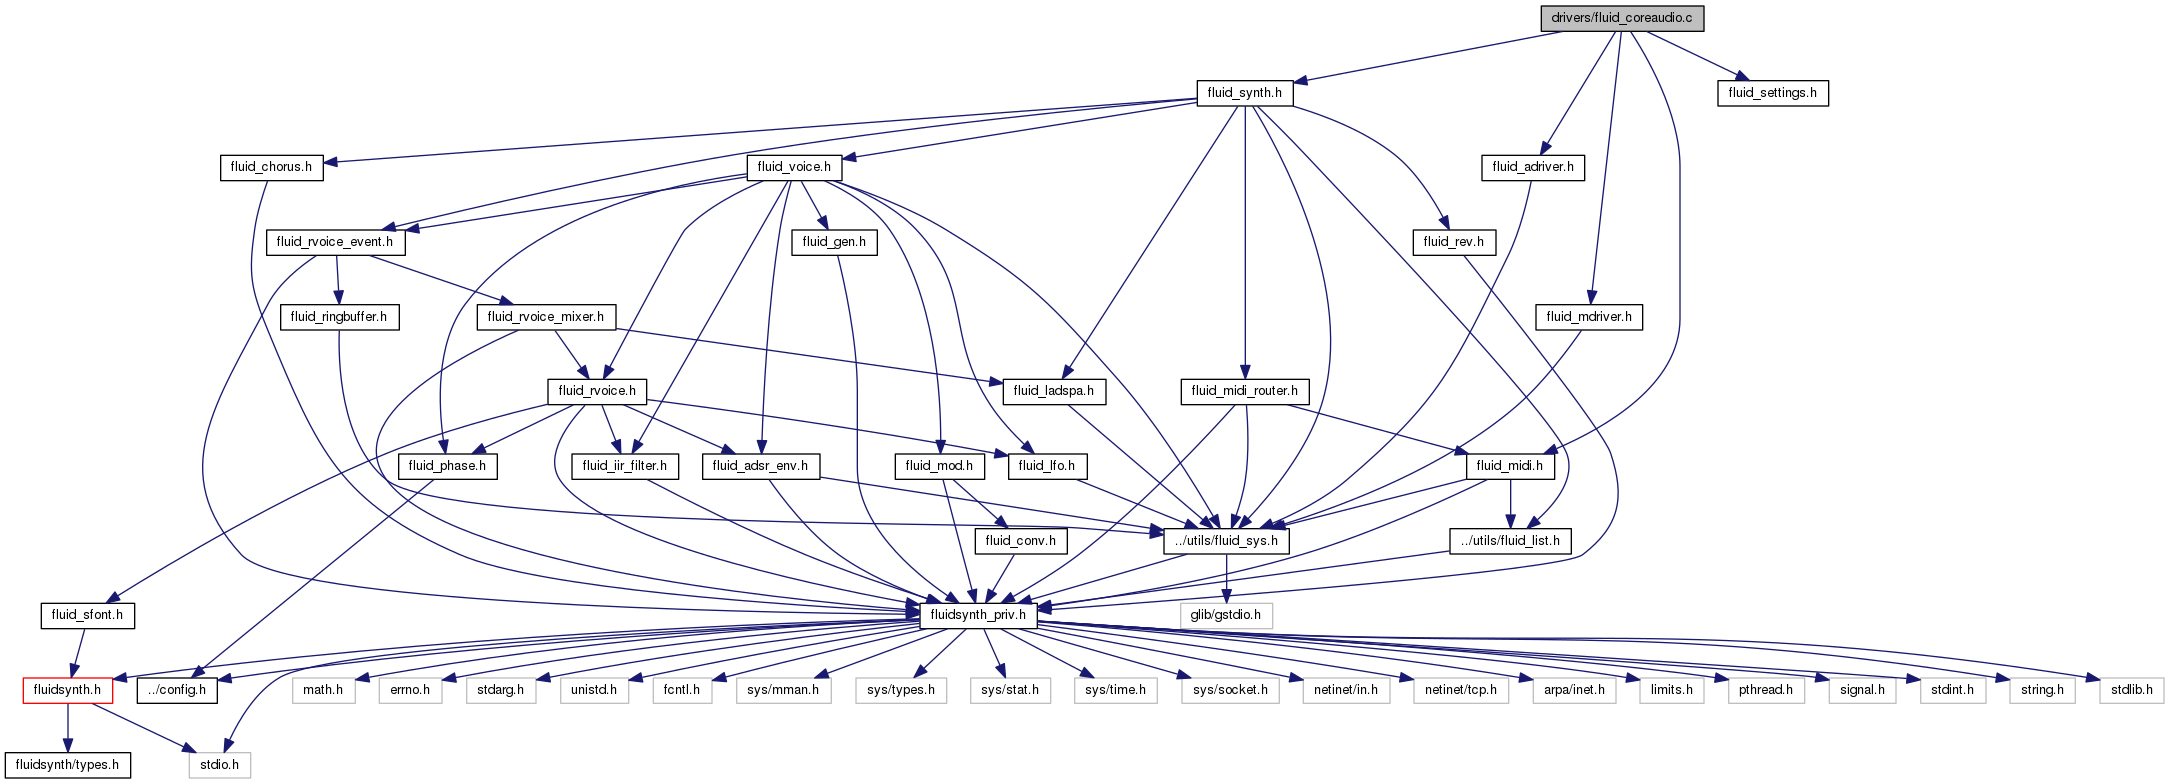 drivers/fluid_coreaudio.c
fluid_synth.h
fluid_settings.h
fluid_chorus.h
fluid_voice.h
fluid_adriver.h
fluid_rvoice_event.h
fluid_gen.h
fluid_rev.h
fluid_ringbuffer.h
fluid_rvoice_mixer.h
fluid_mdriver.h
fluid_rvoice.h
fluid_ladspa.h
fluid_midi_router.h
fluid_phase.h
fluid_iir_filter.h
fluid_adsr_env.h
fluid_mod.h
fluid_lfo.h
fluid_midi.h
fluid_conv.h
../utils/fluid_sys.h
../utils/fluid_list.h
fluid_sfont.h
fluidsynth_priv.h
glib/gstdio.h
fluidsynth.h
../config.h
math.h
errno.h
stdarg.h
unistd.h
fcntl.h
sys/mman.h
sys/types.h
sys/stat.h
sys/time.h
sys/socket.h
netinet/in.h
netinet/tcp.h
arpa/inet.h
limits.h
pthread.h
signal.h
stdint.h
string.h
stdlib.h
fluidsynth/types.h
stdio.h